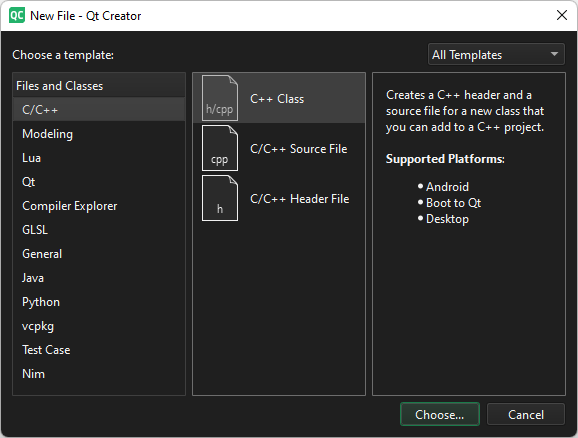 QC New File - Qt Creator
Choose a template:
All Templates
Files and Classes
C/C++
Modeling
Lua
Qt
Compiler Explorer
GLSL
General
Java
Python
vcpkg
Test Case
Nim
h/cpp
C++ Class
cpp
C/C++ Source File
h
C/C++ Header File
Creates a C++ header and a
source file for a new class that
you can add to a C++ project.
Supported Platforms:
• Android
• Boot to Qt
• Desktop
Choose...
Cancel